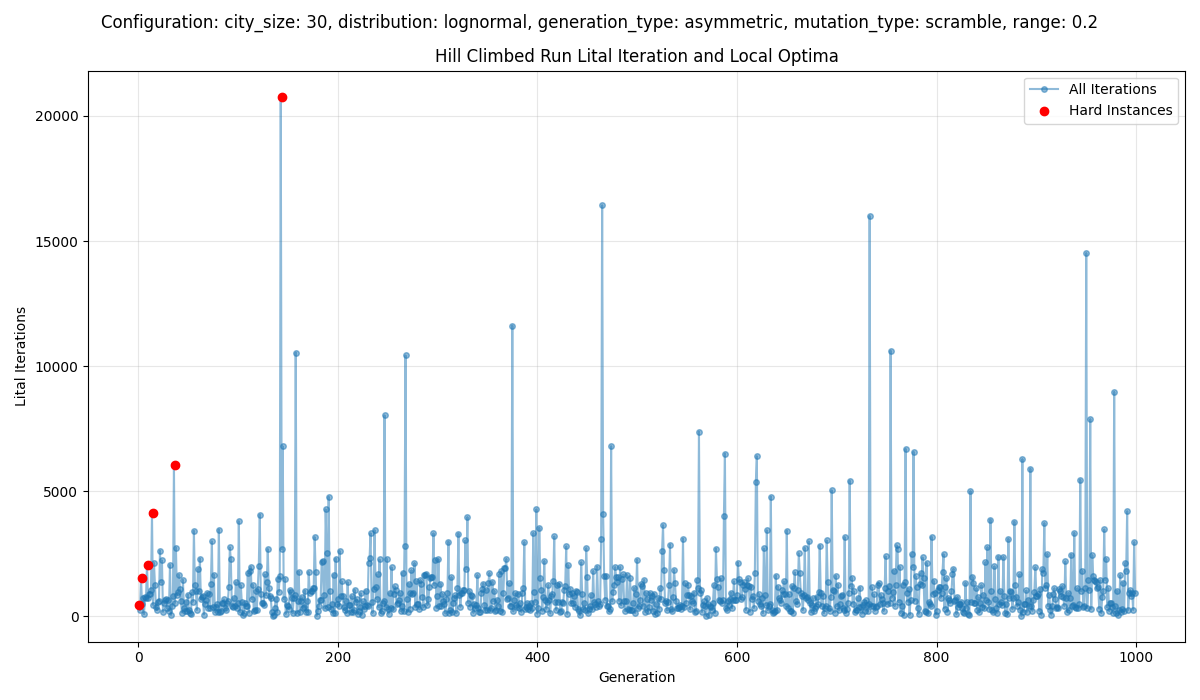 Configuration: city_size: 30, distribution: lognormal, generation_type: asymmetric, mutation_type: scramble, range: 0.2
Hill Climbed Run Lital Iteration and Local Optima
All Iterations
Hard Instances
20000
15000
10000
5000
0
Lital Iterations
0 200 400 600 800 1000
Generation